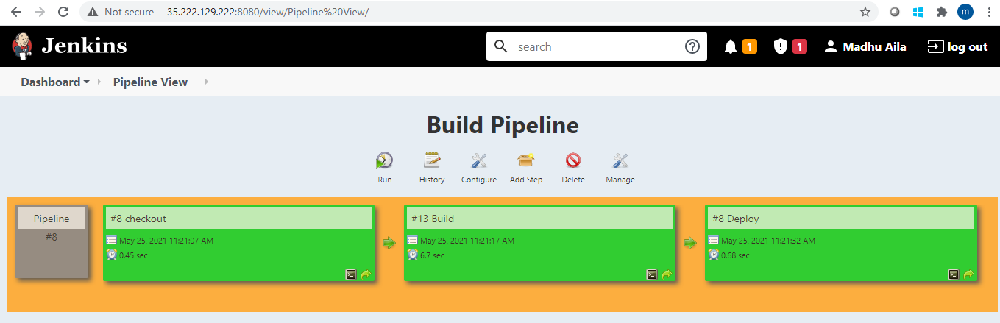 Not secure 35.222.129.222:8080/view/Pipeline%20View/
m
Jenkins
search
1
1
Madhu Aila
log out
Dashboard
Pipeline View
Build Pipeline
Run History Configure Add Step Delete Manage
Pipeline
#8
#8 checkout
May 25, 2021 11:21:07 AM
0.45 sec
#13 Build
May 25, 2021 11:21:17 AM
6.7 sec
#8 Deploy
May 25, 2021 11:21:32 AM
0.68 sec